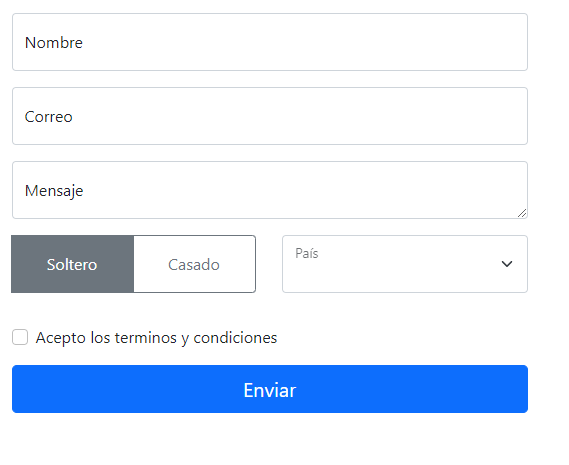 Nombre
Correo
Mensaje
Soltero
Casado
País
Acepto los terminos y condiciones
Enviar